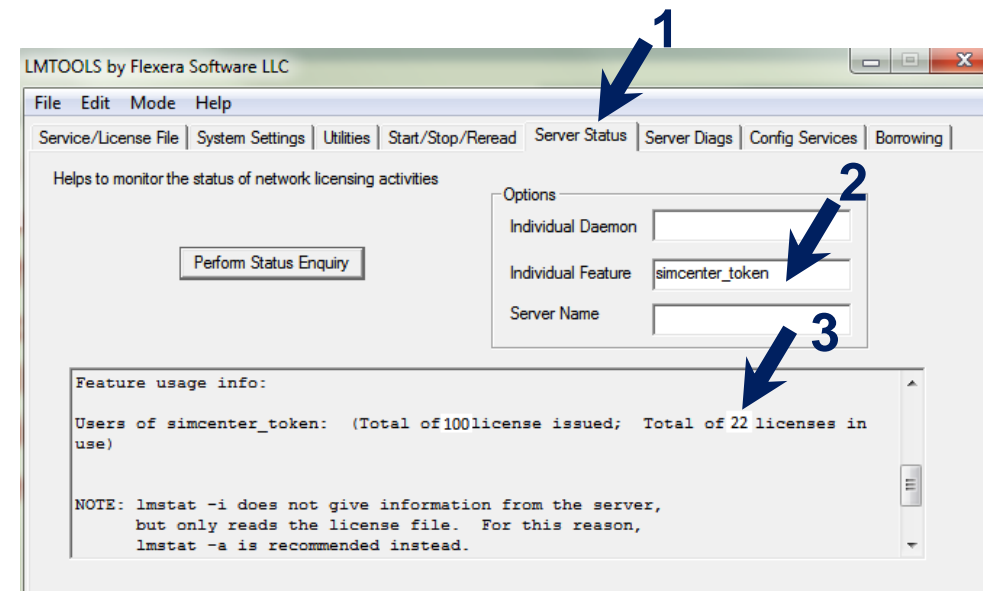 1
LMTOOLS by Flexera Software LLC
File Edit Mode Help
Service/License File System Settings Utilities Start/Stop/Reread Server Status Server Diags Config Services Borrowing
Helps to monitor the status of network licensing activities
Options
2
Individual Daemon
Perform Status Enquiry
Individual Feature simcenter_token
Server Name
3
Feature usage info:
Users of simcenter_token: (Total of 100 license issued; Total of 22 licenses in
use)
NOTE: lmstat -i does not give information from the server,
but only reads the license file. For this reason,
lmstat -a is recommended instead.